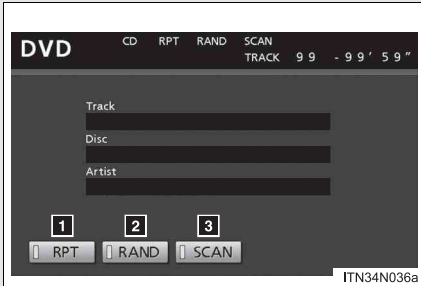 DVD CD RPT RAND SCAN
TRACK 99 -99'59"
Track
Disc
Artist
1 2 3
RPT RAND SCAN
ITN34N036a